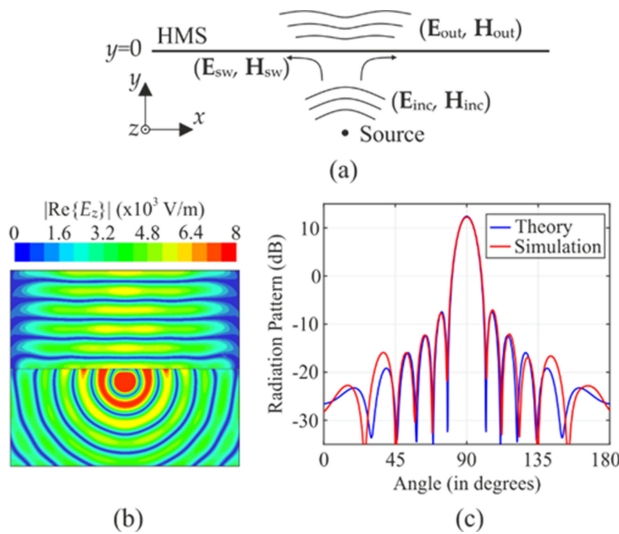 HMS
(Eout, Hout)
y=0
(Esw, Hsw)
y
(Einc, Hinc)
z
x
Source
(a)
|Re{Ez}| (x10³ V/m)
0 1.6 3.2 4.8 6.4 8
(b)
Radiation Pattern (dB)
10
0
-10
-20
-30
Theory
Simulation
0 45 90 135 180
Angle (in degrees)
(c)